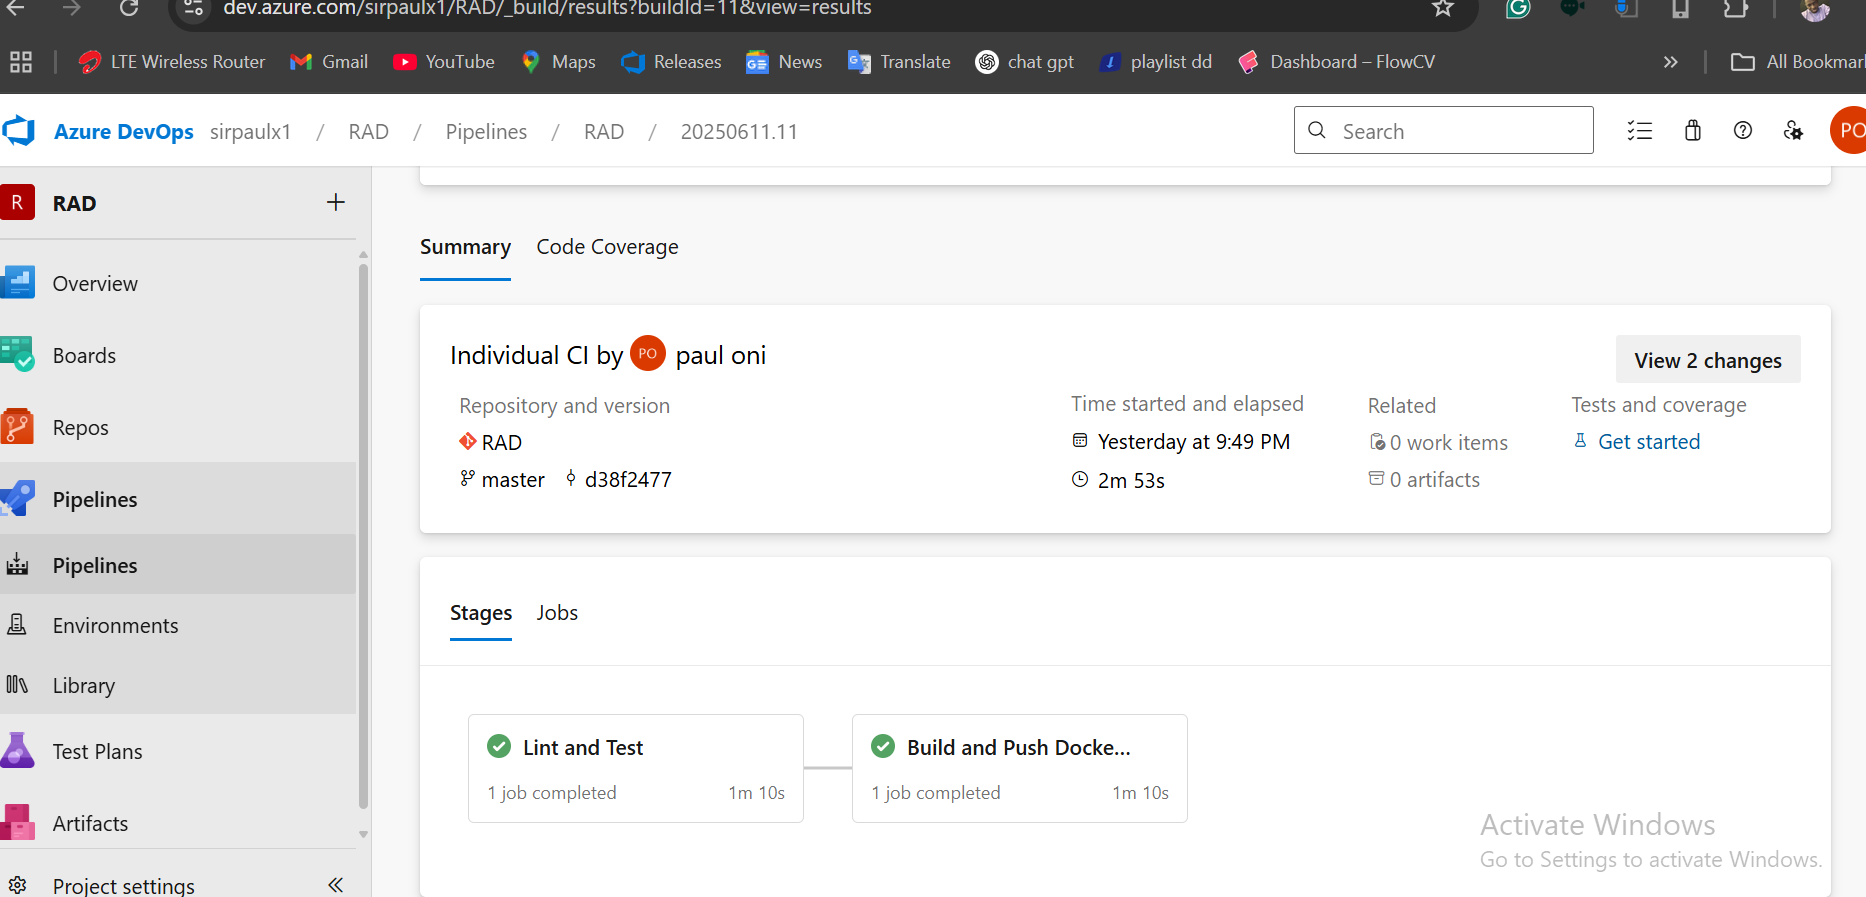 dev.azure.com/sirpaulx1/RAD/_build/results?buildId=11&view=results
LTE Wireless Router Gmail YouTube Maps Releases News Translate chat gpt playlist dd Dashboard – FlowCV » All Bookmar
Azure DevOps sirpaulx1 / RAD / Pipelines / RAD / 20250611.11 Search PO
R RAD +
Overview
Boards
Repos
Pipelines
Pipelines
Environments
Library
Test Plans
Artifacts
Project settings
Summary Code Coverage
Individual CI by PO paul oni
View 2 changes
Repository and version
RAD
master d38f2477
Time started and elapsed
Yesterday at 9:49 PM
2m 53s
Related
0 work items
0 artifacts
Tests and coverage
Get started
Stages Jobs
Lint and Test
1 job completed 1m 10s
Build and Push Docke...
1 job completed 1m 10s
Activate Windows
Go to Settings to activate Windows.